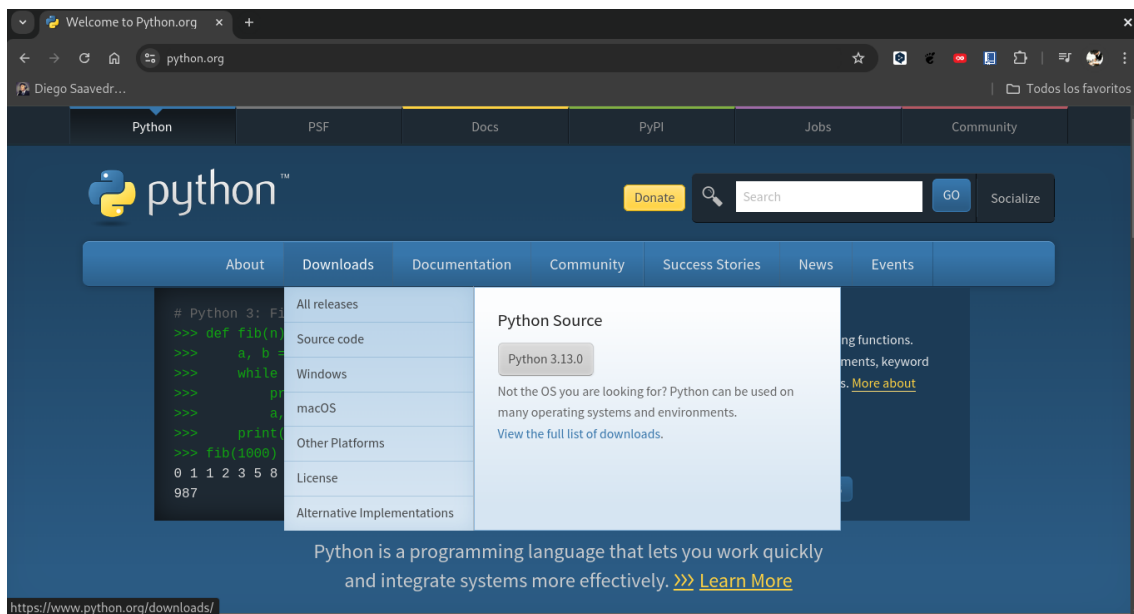 Welcome to Python.org
python.org
Diego Saavedr...
Todos los favoritos
Python PSF Docs PyPI Jobs Community
python™
Donate
Search
GO
Socialize
About Downloads Documentation Community Success Stories News Events
# Python 3: Fi
>>> def fib(n)
>>> a, b =
>>> while
>>> pr
>>> a,
>>> print(
>>> fib(1000)
0 1 1 2 3 5 8
987
All releases
Source code
Windows
macOS
Other Platforms
License
Alternative Implementations
Python Source
Python 3.13.0
Not the OS you are looking for? Python can be used on
many operating systems and environments.
View the full list of downloads.
ng functions.
ments, keyword
s. More about
Python is a programming language that lets you work quickly
and integrate systems more effectively. >>> Learn More
https://www.python.org/downloads/